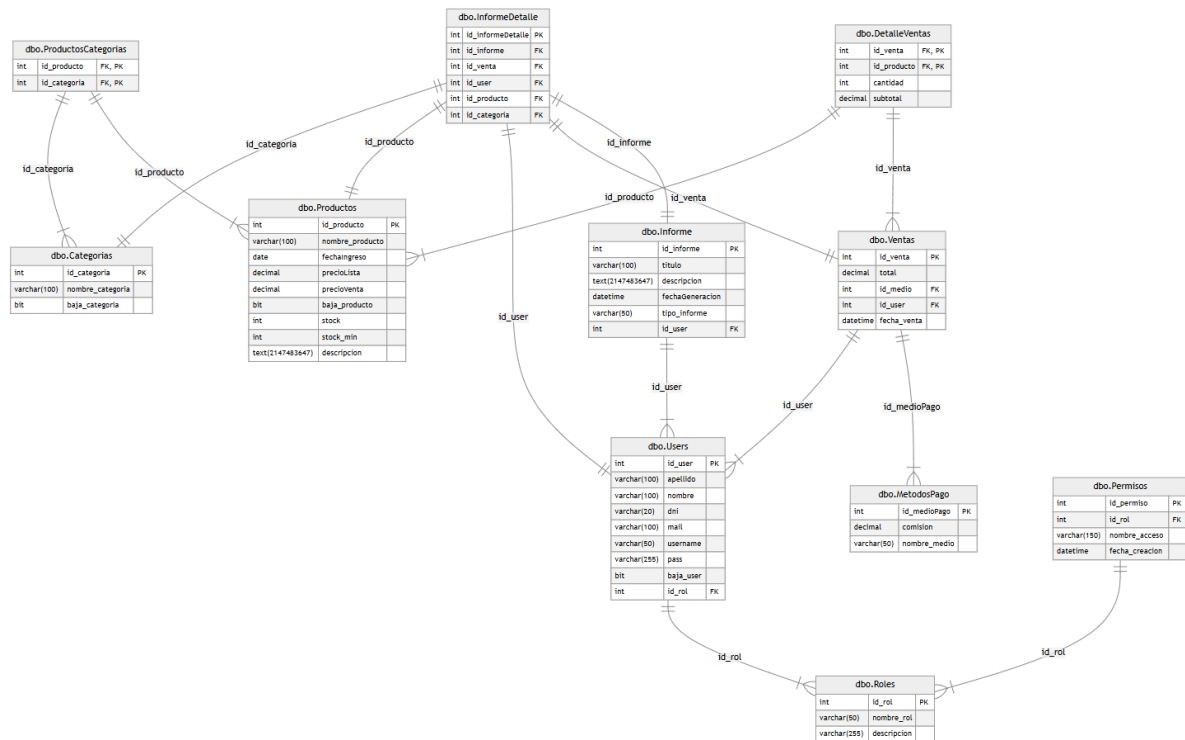 dbo.ProductosCategorias
int id_producto FK, PK
int id_categoria FK, PK
dbo.InformeDetalle
int id_informeDetalle PK
int id_informe FK
int id_venta FK
int id_user FK
int id_producto FK
int id_categoria FK
dbo.DetalleVentas
int id_venta FK, PK
int id_producto FK, PK
int cantidad
decimal subtotal
id_categoria
id_producto
id_categoria
id_producto
id_informe
id_venta
id_producto
id_venta
dbo.Categorias
int id_categoria PK
varchar(100) nombre_categoria
bit baja_categoria
dbo.Productos
int id_producto PK
varchar(100) nombre_producto
date fechaIngreso
decimal precioLista
decimal precioVenta
bit baja_producto
int stock
int stock_min
text(2147483647) descripcion
dbo.Informe
int id_informe PK
varchar(100) titulo
text(2147483647) descripcion
datetime fechaGeneracion
varchar(50) tipo_informe
int id_user FK
dbo.Ventas
int id_venta PK
decimal total
int id_medio FK
int id_user FK
datetime fecha_venta
id_user
id_user
id_user
id_medioPago
dbo.Users
int id_user PK
varchar(100) apellido
varchar(100) nombre
varchar(20) dni
varchar(100) mail
varchar(50) username
varchar(255) pass
bit baja_user
int id_rol FK
dbo.MetodosPago
int id_medioPago PK
decimal comision
varchar(50) nombre_medio
dbo.Permisos
int id_permiso PK
int id_rol FK
varchar(150) nombre_acceso
datetime fecha_creacion
id_rol
id_rol
dbo.Roles
int id_rol PK
varchar(50) nombre_rol
varchar(255) descripcion